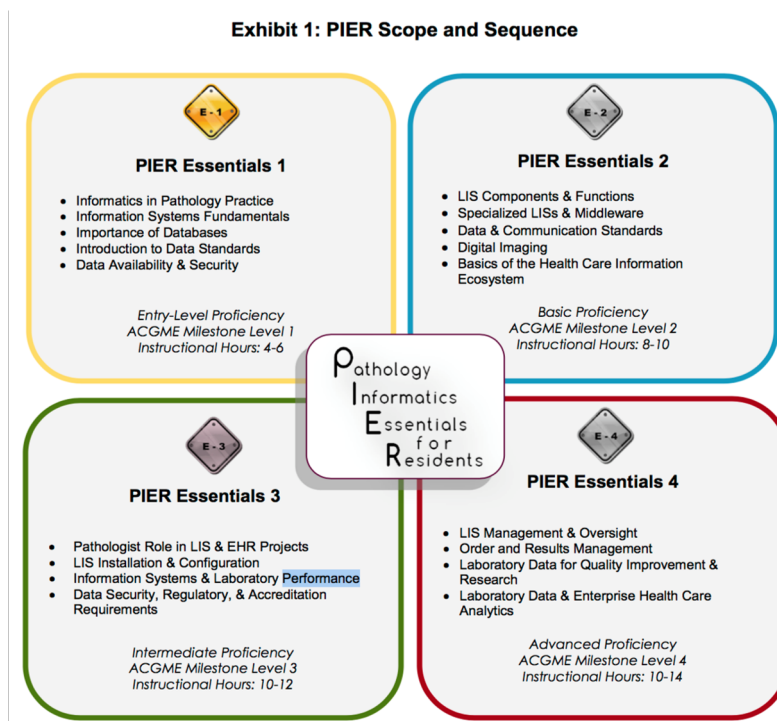 Exhibit 1: PIER Scope and Sequence
E - 1
PIER Essentials 1
• Informatics in Pathology Practice
• Information Systems Fundamentals
• Importance of Databases
• Introduction to Data Standards
• Data Availability & Security
Entry-Level Proficiency
ACGME Milestone Level 1
Instructional Hours: 4-6
E - 2
PIER Essentials 2
• LIS Components & Functions
• Specialized LISs & Middleware
• Data & Communication Standards
• Digital Imaging
• Basics of the Health Care Information
Ecosystem
Basic Proficiency
ACGME Milestone Level 2
Instructional Hours: 8-10
Pathology
Informatics
Essentials
for
Residents
E - 3
PIER Essentials 3
• Pathologist Role in LIS & EHR Projects
• LIS Installation & Configuration
• Information Systems & Laboratory Performance
• Data Security, Regulatory, & Accreditation
Requirements
Intermediate Proficiency
ACGME Milestone Level 3
Instructional Hours: 10-12
E - 4
PIER Essentials 4
• LIS Management & Oversight
• Order and Results Management
• Laboratory Data for Quality Improvement &
Research
• Laboratory Data & Enterprise Health Care
Analytics
Advanced Proficiency
ACGME Milestone Level 4
Instructional Hours: 10-14